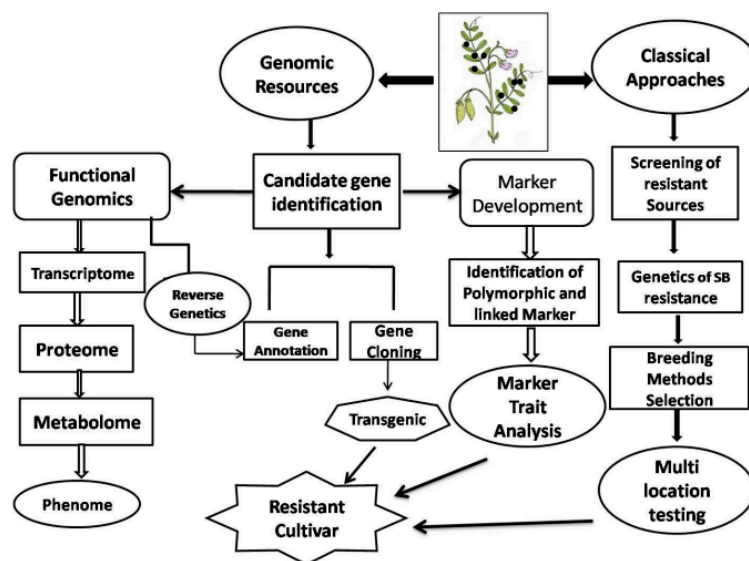 Genomic
Resources
Classical
Approaches
Functional
Genomics
Candidate gene
identification
Marker
Development
Screening of
resistant
Sources
Transcriptome
Reverse
Genetics
Identification of
Polymorphic and
linked Marker
Genetics of SB
resistance
Proteome
Gene
Annotation
Gene
Cloning
Breeding
Methods
Selection
Metabolome
Transgenic
Marker
Trait
Analysis
Phenome
Resistant
Cultivar
Multi
location
testing